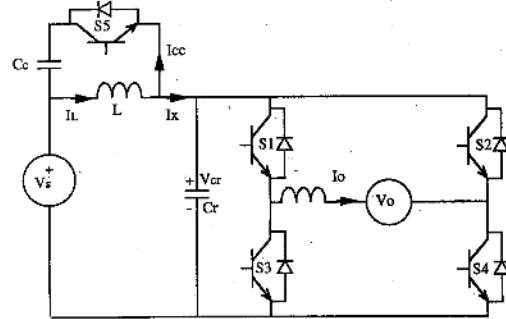 S5
Cc
Icc
IL
L
Ix
S1
S2
+
Vs
+
Vcr
-
Cr
Io
Vo
S3
S4